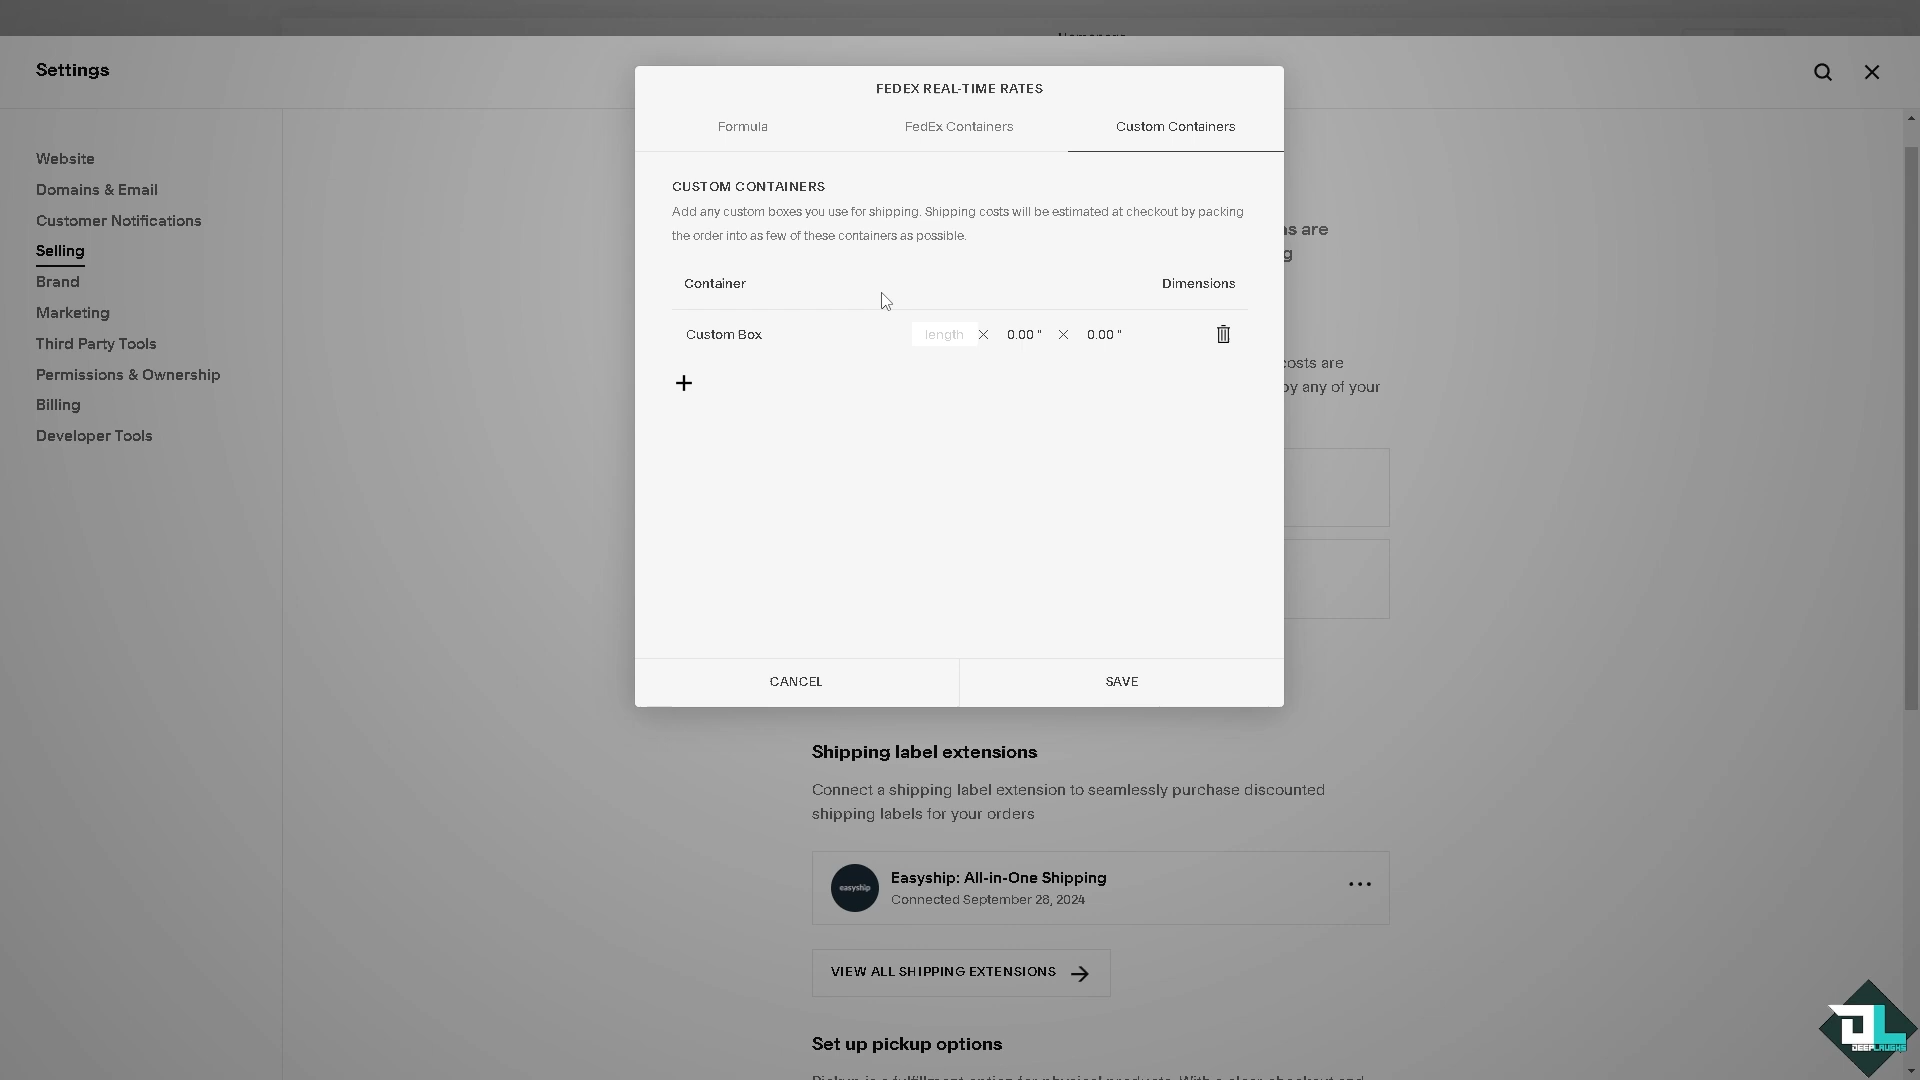 Settings
FEDEX REAL-TIME RATES
Formula
FedEx Containers
Custom Containers
Website
Domains & Email
Customer Notifications
Selling
Brand
Marketing
Third Party Tools
Permissions & Ownership
Billing
Developer Tools
CUSTOM CONTAINERS
Add any custom boxes you use for shipping. Shipping costs will be estimated at checkout by packing
the order into as few of these containers as possible.
Container
Dimensions
Custom Box
length
0.00 "
0.00 "
CANCEL
SAVE
are
costs are
by any of your
Shipping label extensions
Connect a shipping label extension to seamlessly purchase discounted
shipping labels for your orders
easyship
Easyship: All-in-One Shipping
Connected September 28, 2024
VIEW ALL SHIPPING EXTENSIONS
Set up pickup options
DEEPLAUGHS